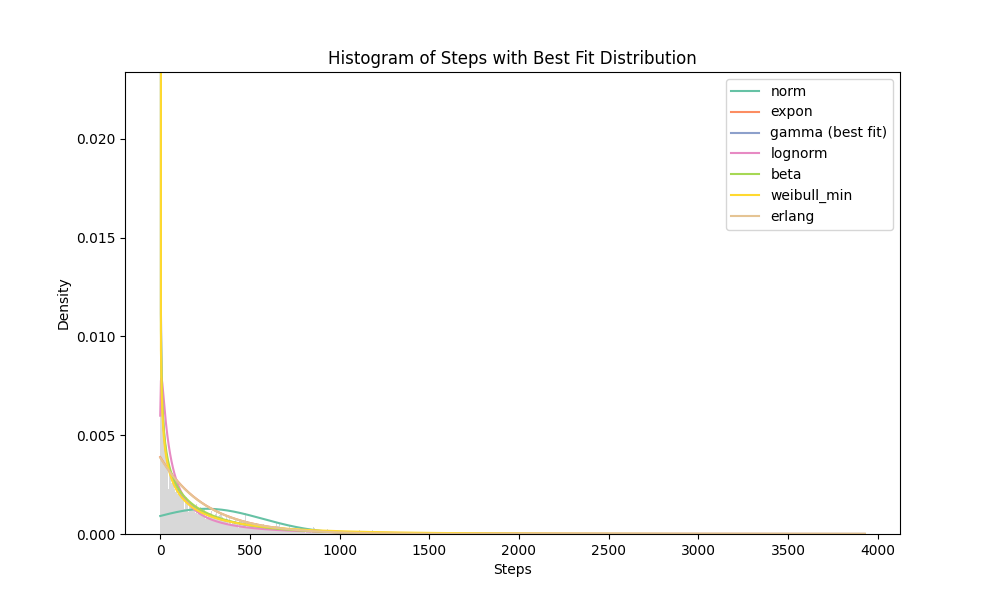 Histogram of Steps with Best Fit Distribution
norm
expon
gamma (best fit)
lognorm
beta
weibull_min
erlang
Density
0.020
0.015
0.010
0.005
0.000
0 500 1000 1500 2000 2500 3000 3500 4000
Steps